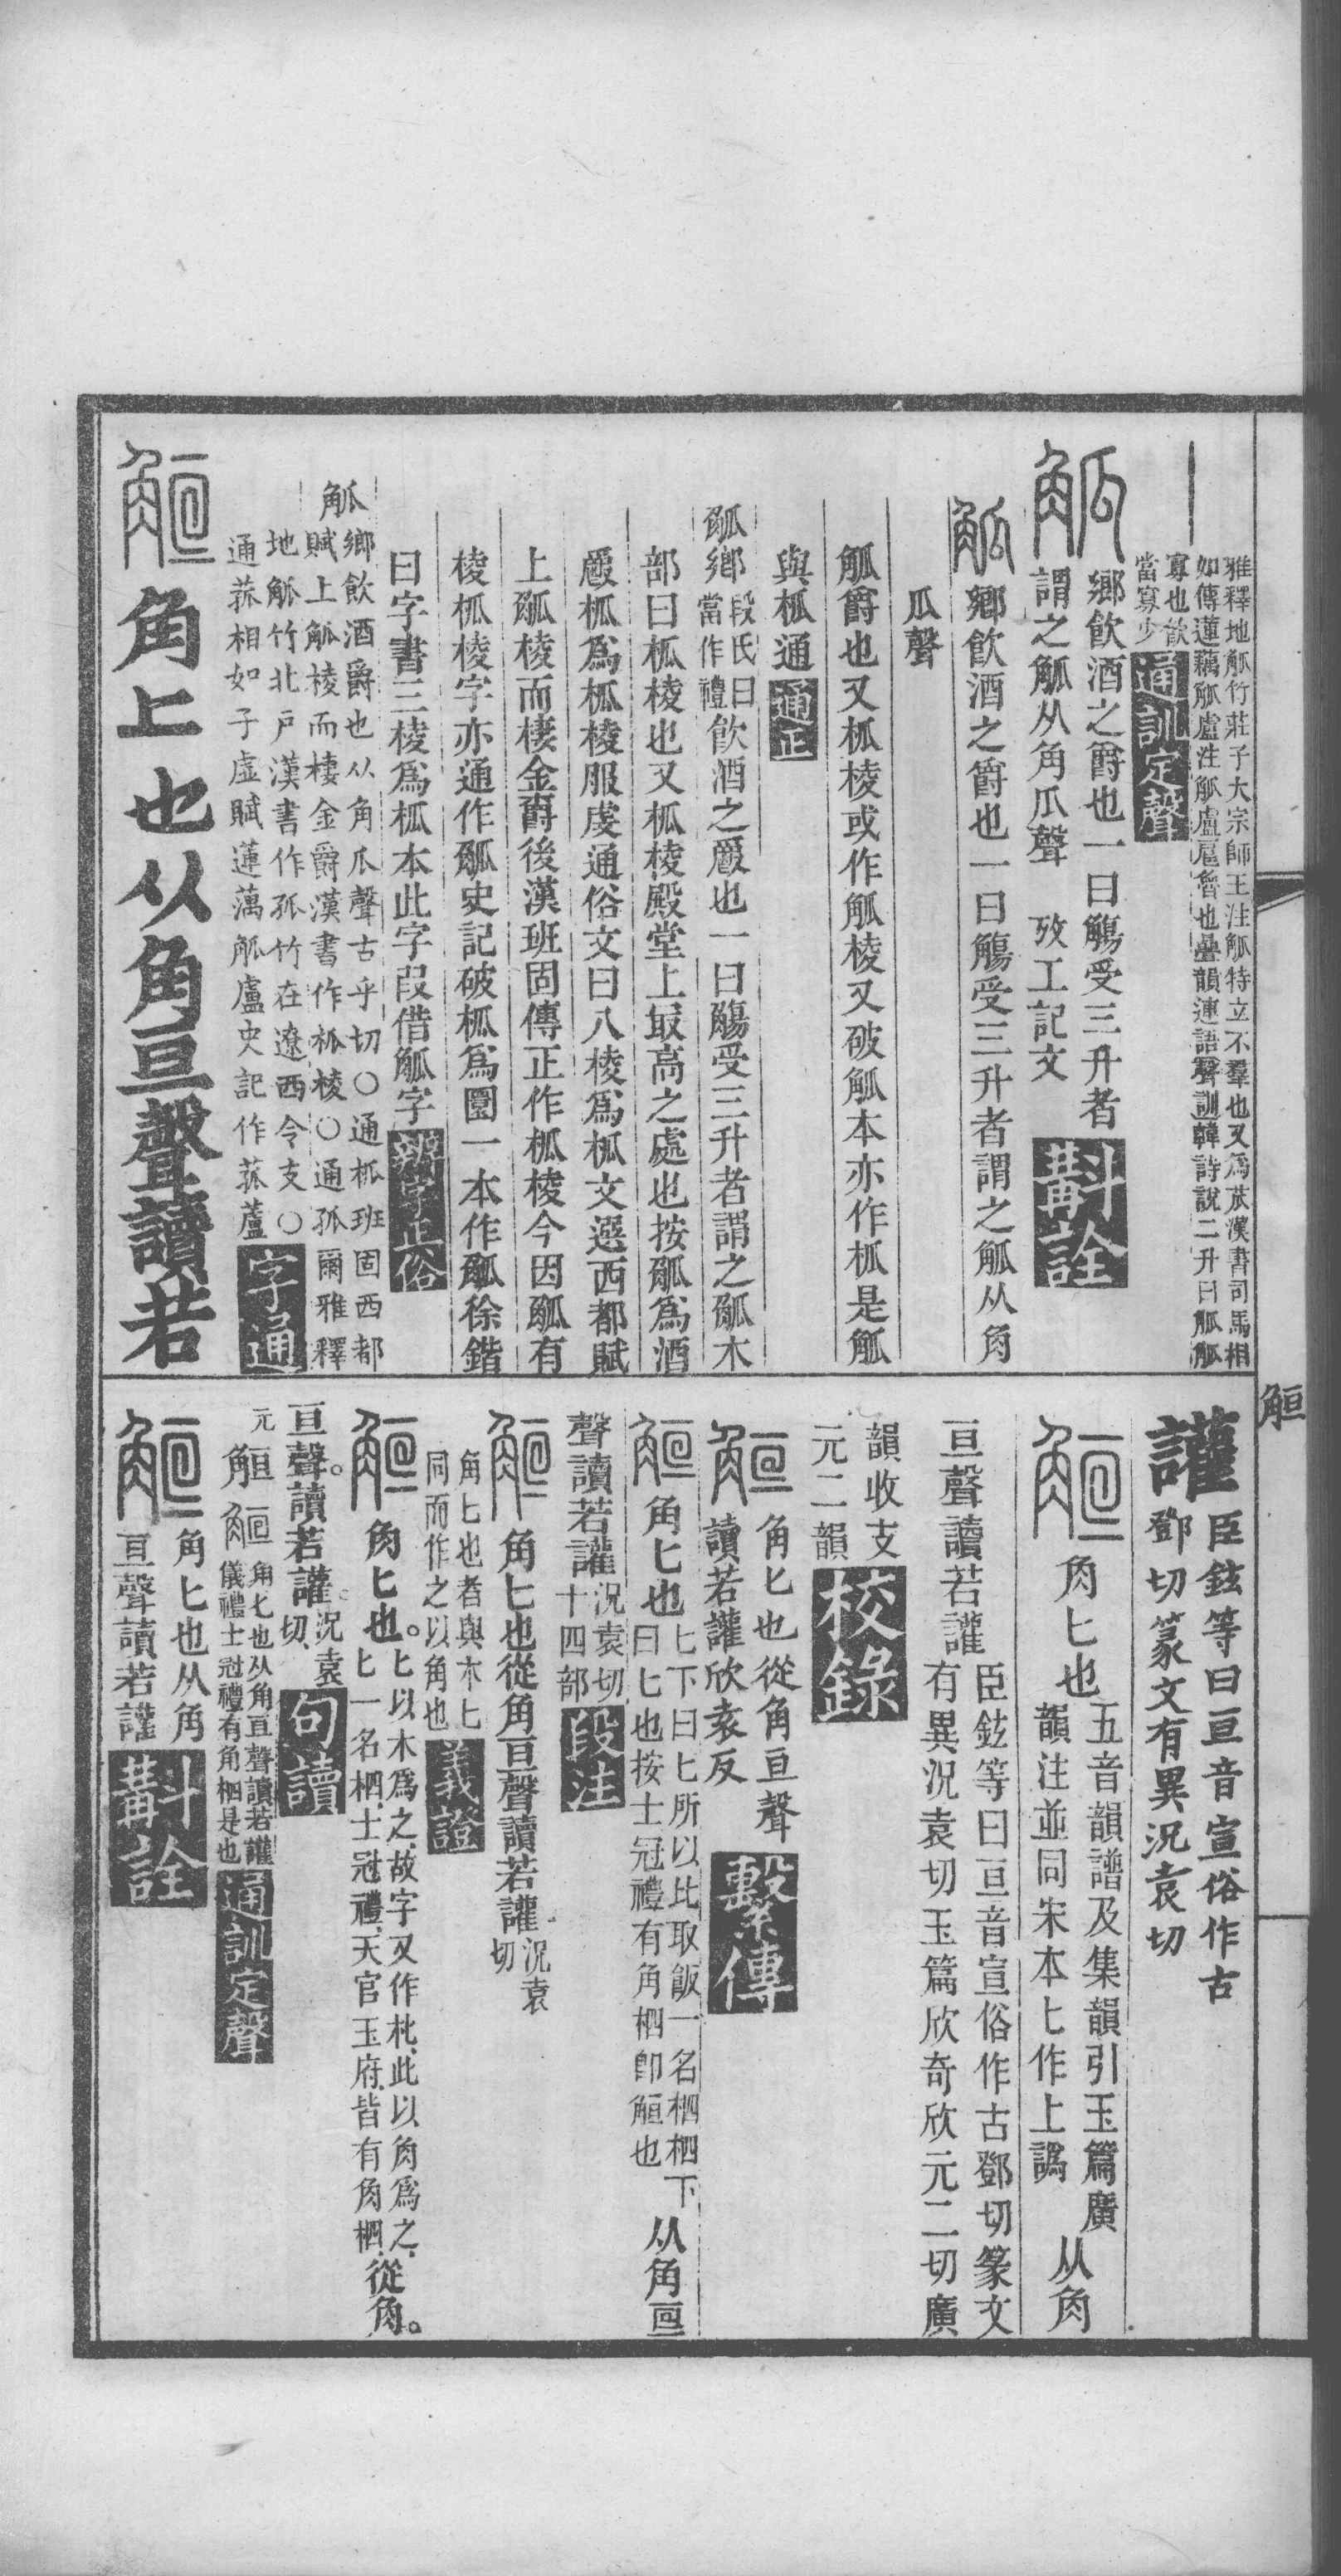 雅釋地觚竹莊子大宗師王注觚特立不羣也又爲苽漢書司馬相
如傳蓮藕觚盧注觚盧扈魯也疊韻連語聲訓韓詩說二升曰觚觚
寡也飲
當寡少
通訓定聲
鄉飲酒之爵也一曰觴受三升者
謂之觚从角瓜聲　攷工記文
斠詮
鄉飮酒之爵也一曰觴受三升者謂之觚从角
瓜聲
觚爵也又柧棱或作觚棱又破觚本亦作柧是觚
與柧通
通正
觚鄉
段氏曰
當作禮
飮酒之爵也一曰觴受三升者謂之觚木
部曰柧棱也又柧棱殿堂上最高之處也按觚爲酒
爵柧爲柧棱服虔通俗文曰八棱爲柧文選西都賦
上觚棱而棲金爵後漢班固傳正作柧棱今因觚有
棱柧棱字亦通作觚史記破柧爲圜一本作觚徐鍇
曰字書三棱爲柧本此字叚借觚字
辨字正俗
觚
鄉飲酒爵也从角瓜聲古乎切○通柧班固西都
賦上觚棱而棲金爵漢書作柧棱○通孤爾雅釋
地觚竹北戸漢書作孤竹在遼西令支○
通菰相如子虛賦蓮藕觚盧史記作菰蘆
字通
角上也从角亘聲讀若
讙
臣鉉等曰亘音宣俗作古
鄧切篆文有異況袁切
角匕也
五音韻譜及集韻引玉篇廣
韻注並同宋本匕作上譌
从角
亘聲讀若讙
臣鉉等曰亘音宣俗作古鄧切篆文
有異況袁切玉篇欣奇欣元二切廣
韻收支
元二韻
校錄
角匕也從角亘聲
讀若讙欣袁反
繫傳
角匕也
匕下曰匕所以比取飯一名柶柶下
曰匕也按士冠禮有角柶卽觛也
从角亘
聲讀若讙
況袁切
十四部
段注
角匕也從角亘聲讀若讙
況袁
切
角匕也者與木匕
同而作之以角也
義證
角匕也。
匕以木爲之、故字又作朼、此以角爲之、
匕一名柶、士冠禮、天官玉府、皆有角柶、
從角。
亘聲。讀若讙。
況袁
切、
句讀
元
觛
角匕也从角亘聲讀若讙
儀禮士冠禮有角柶是也
通訓定聲
角匕也从角
亘聲讀若讙
斠詮
觛